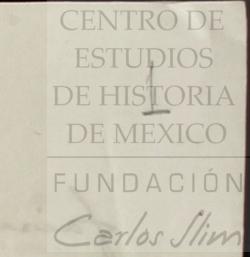 CENTRO DE
ESTUDIOS
DE HISTORIA
DE MEXICO
FUNDACIÓN
Carlos Slim
1